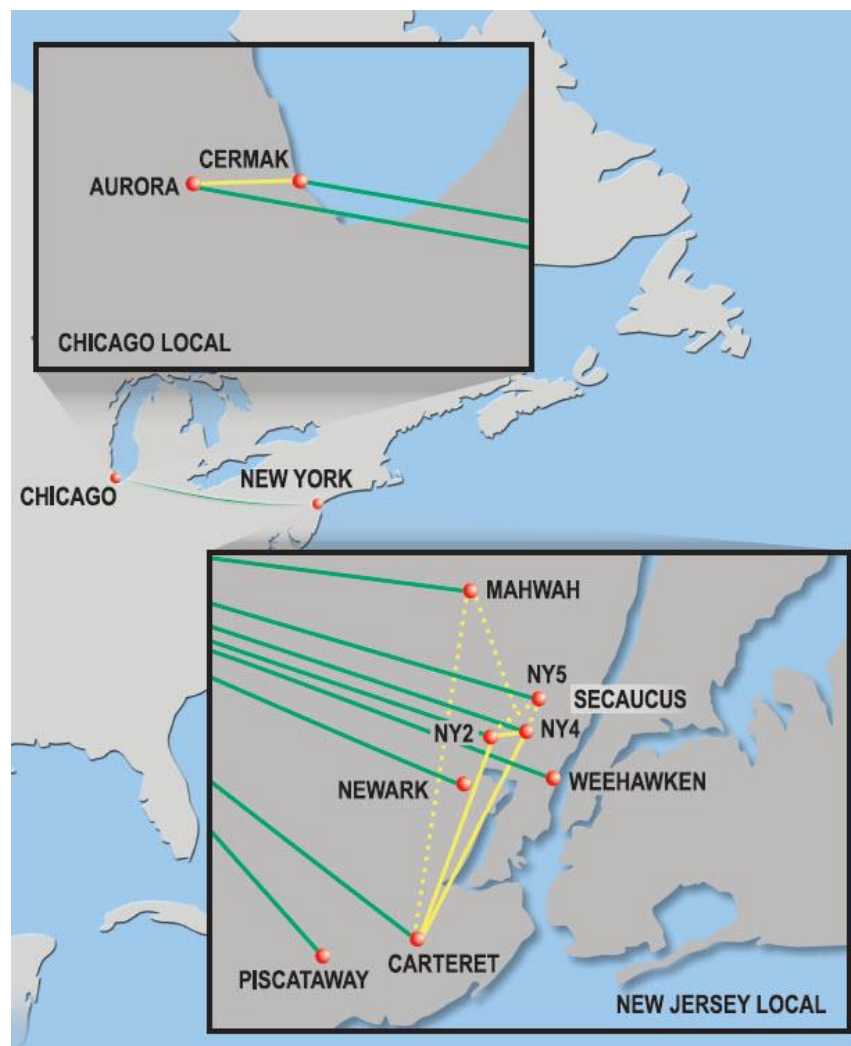 CERMAK
AURORA
CHICAGO LOCAL
NEW YORK
CHICAGO
MAHWAH
NY5
SECAUCUS
NY2
NY4
NEWARK
WEEHAWKEN
CARTERET
PISCATAWAY
NEW JERSEY LOCAL